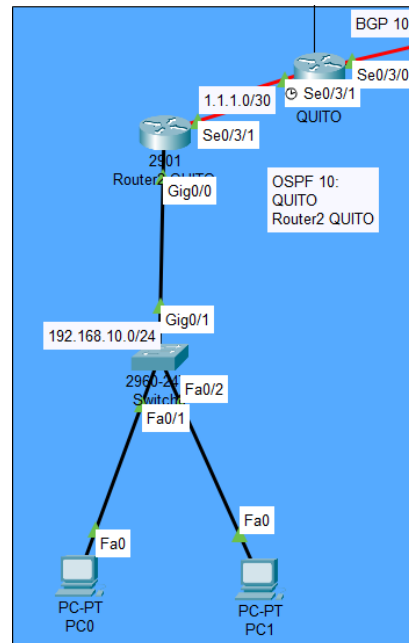 BGP 10
Se0/3/0
1.1.1.0/30
Se0/3/1
QUITO
Se0/3/1
2901
Router2 QUITO
Gig0/0
OSPF 10:
QUITO
Router2 QUITO
Gig0/1
192.168.10.0/24
Fa0/2
Fa0/1
Fa0
Fa0
PC-PT
PC0
PC-PT
PC1